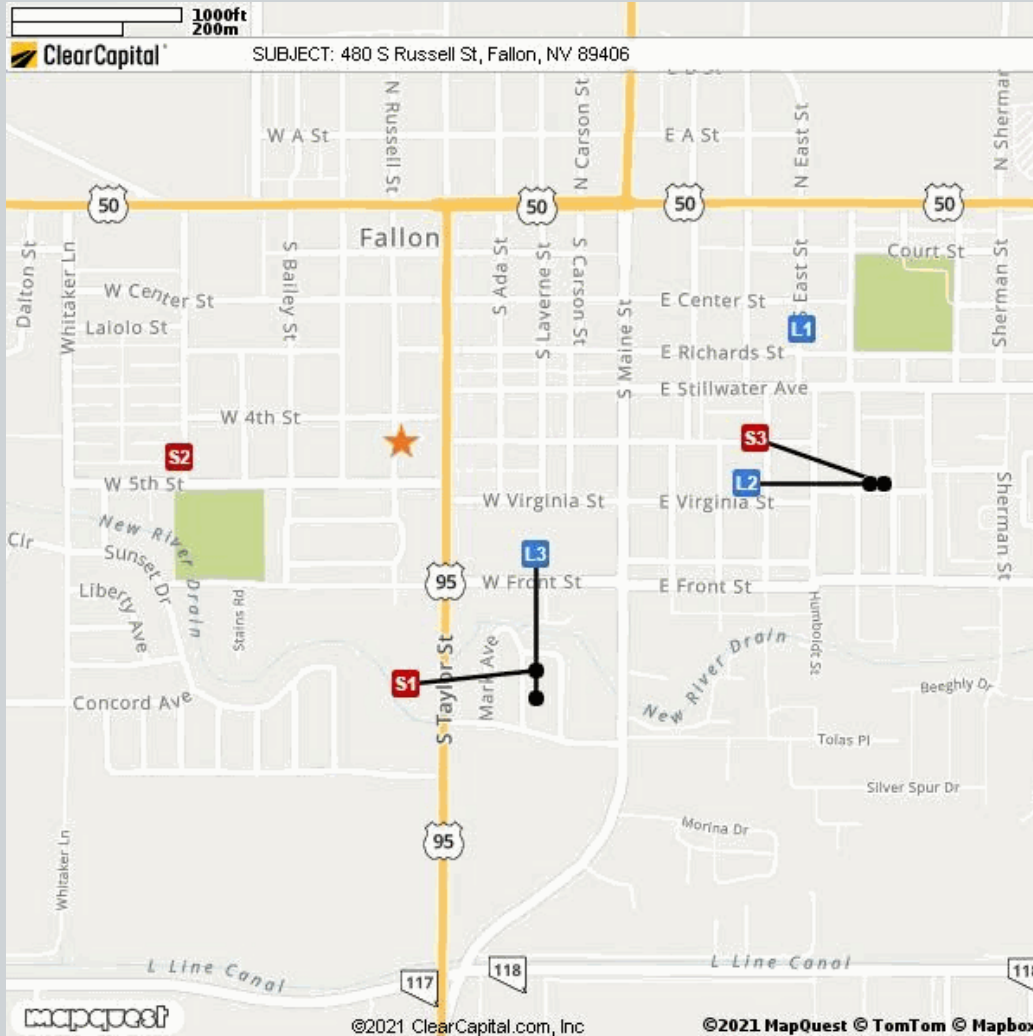 1000ft
200m
ClearCapital
SUBJECT: 480 S Russell St, Fallon, NV 89406
N Russell St
N Carson St
N East St
W A St
E A St
50
50
50
50
Fallon
Court St
Dalton St
Whitaker Ln
S Bailey St
S Ada St
S Laverne St
S Carson St
S East St
Sherman St
W Center St
E Center St
Laiolo St
L1
S Maine St
E Richards St
E Stillwater Ave
W 4th St
S3
S2
W 5th St
L2
W Virginia St
E Virginia St
Sherman St
New River Drain
Cir
L3
Sunset Dr
95
W Front St
E Front St
Liberty Ave
Stains Rd
Humboldt St
S1
S Taylor St
Mark Ave
New River Drain
Beeghly Dr
Concord Ave
Tolas Pl
Silver Spur Dr
Morina Dr
95
Whitaker Ln
L Line Canal
117
118
L Line Canal
mapquest
©2021 ClearCapital.com, Inc
©2021 MapQuest © TomTom © Mapbox